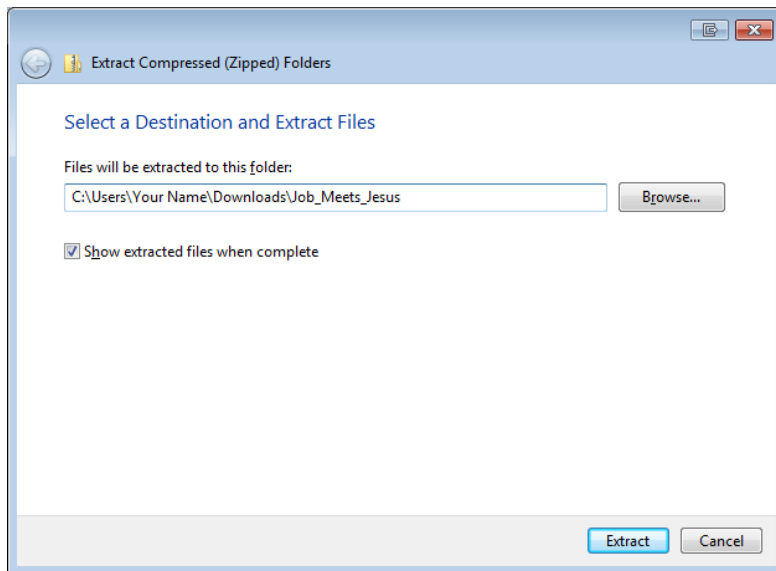 Extract Compressed (Zipped) Folders
Select a Destination and Extract Files
Files will be extracted to this folder:
C:\Users\Your Name\Downloads\Job_Meets_Jesus
Browse...
Show extracted files when complete
Extract
Cancel